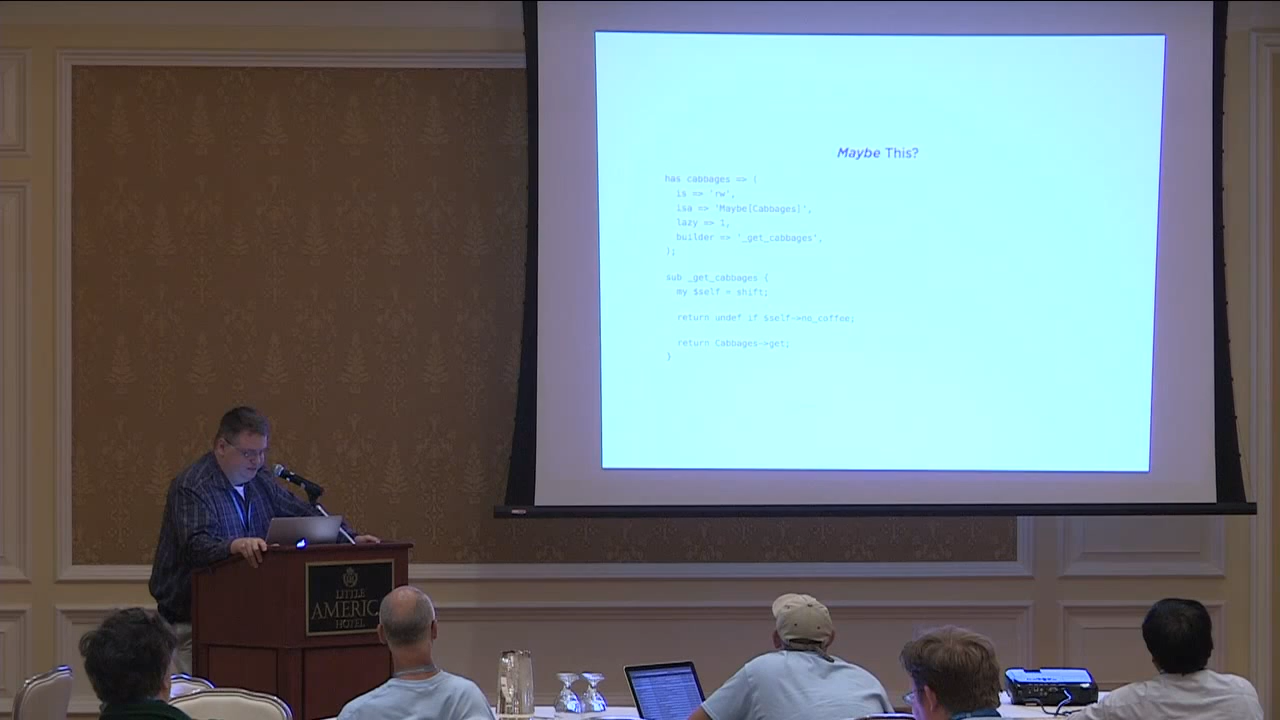 Maybe This?
has cabbages => (
is => 'rw',
isa => 'Maybe[Cabbages]',
lazy => 1,
builder => '_get_cabbages',
);
sub _get_cabbages {
my $self = shift;
return undef if $self->no_coffee;
return Cabbages->get;
}
LITTLE
AMERIC
HOTEL